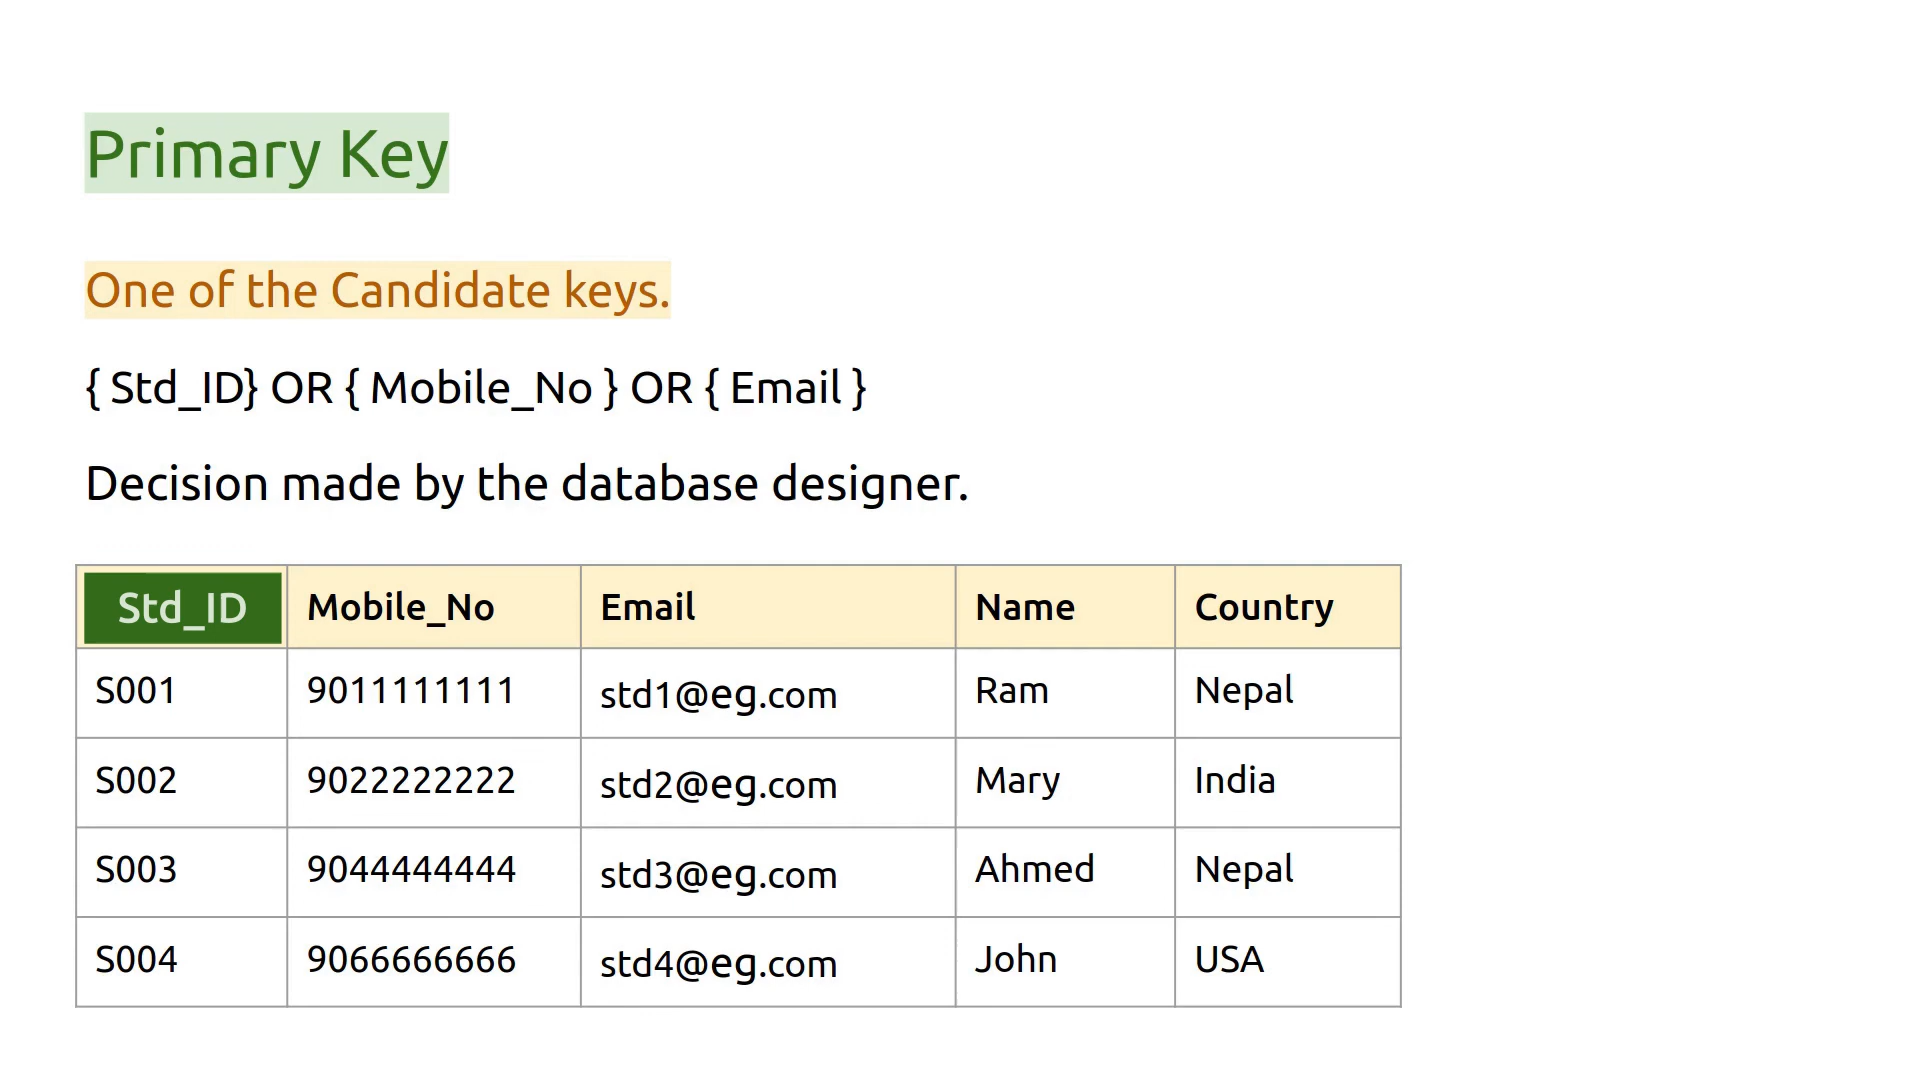 Primary Key
One of the Candidate keys.
{ Std_ID} OR { Mobile_No } OR { Email }
Decision made by the database designer.
Std_ID Mobile_No Email Name Country
S001 9011111111 std1@eg.com Ram Nepal
S002 9022222222 std2@eg.com Mary India
S003 9044444444 std3@eg.com Ahmed Nepal
S004 9066666666 std4@eg.com John USA